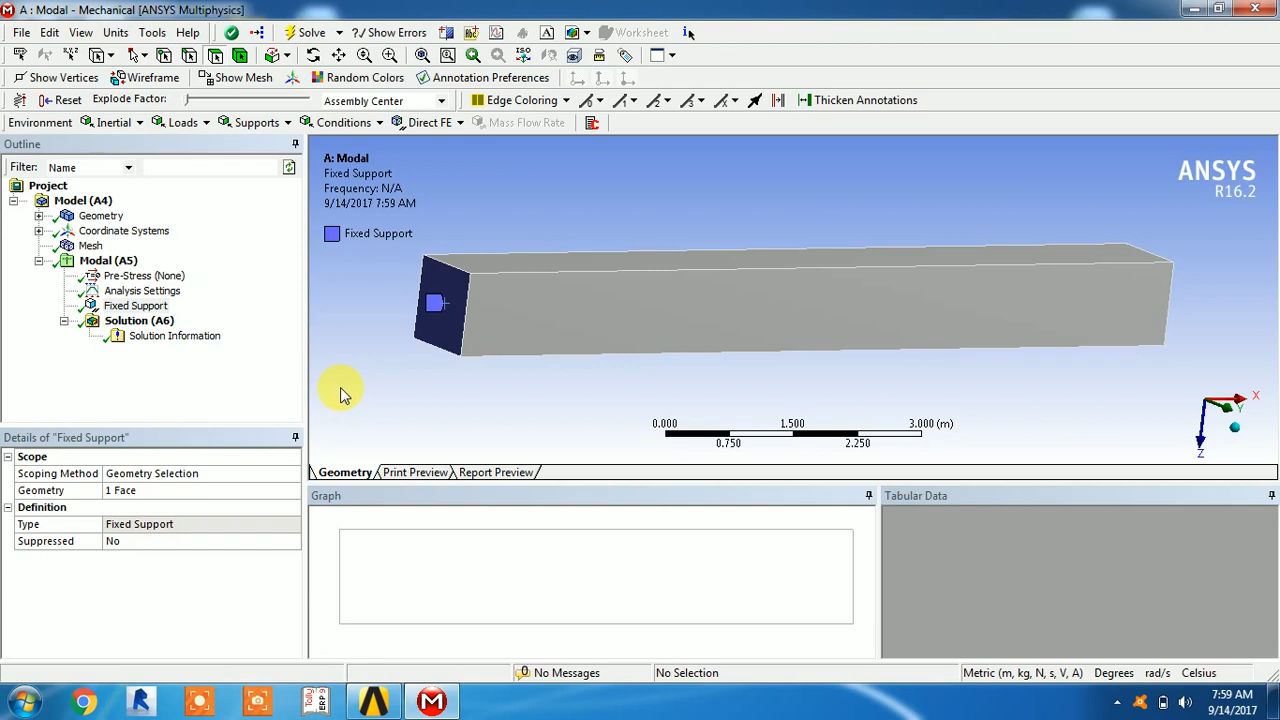 A : Modal - Mechanical [ANSYS Multiphysics]
File Edit View Units Tools Help Solve Show Errors Worksheet
Show Vertices Wireframe Show Mesh Random Colors Annotation Preferences
Reset Explode Factor: Assembly Center Edge Coloring Thicken Annotations
Environment Inertial Loads Supports Conditions Direct FE Mass Flow Rate
Outline
Filter: Name
Project
Model (A4)
Geometry
Coordinate Systems
Mesh
Modal (A5)
Pre-Stress (None)
Analysis Settings
Fixed Support
Solution (A6)
Solution Information
A: Modal
Fixed Support
Frequency: N/A
9/14/2017 7:59 AM
Fixed Support
ANSYS
R16.2
0.000 1.500 3.000 (m)
0.750 2.250
X
Y
Z
Geometry Print Preview Report Preview
Details of "Fixed Support"
Scope
Scoping Method Geometry Selection
Geometry 1 Face
Definition
Type Fixed Support
Suppressed No
Graph
Tabular Data
No Messages No Selection Metric (m, kg, N, s, V, A) Degrees rad/s Celsius
7:59 AM
9/14/2017